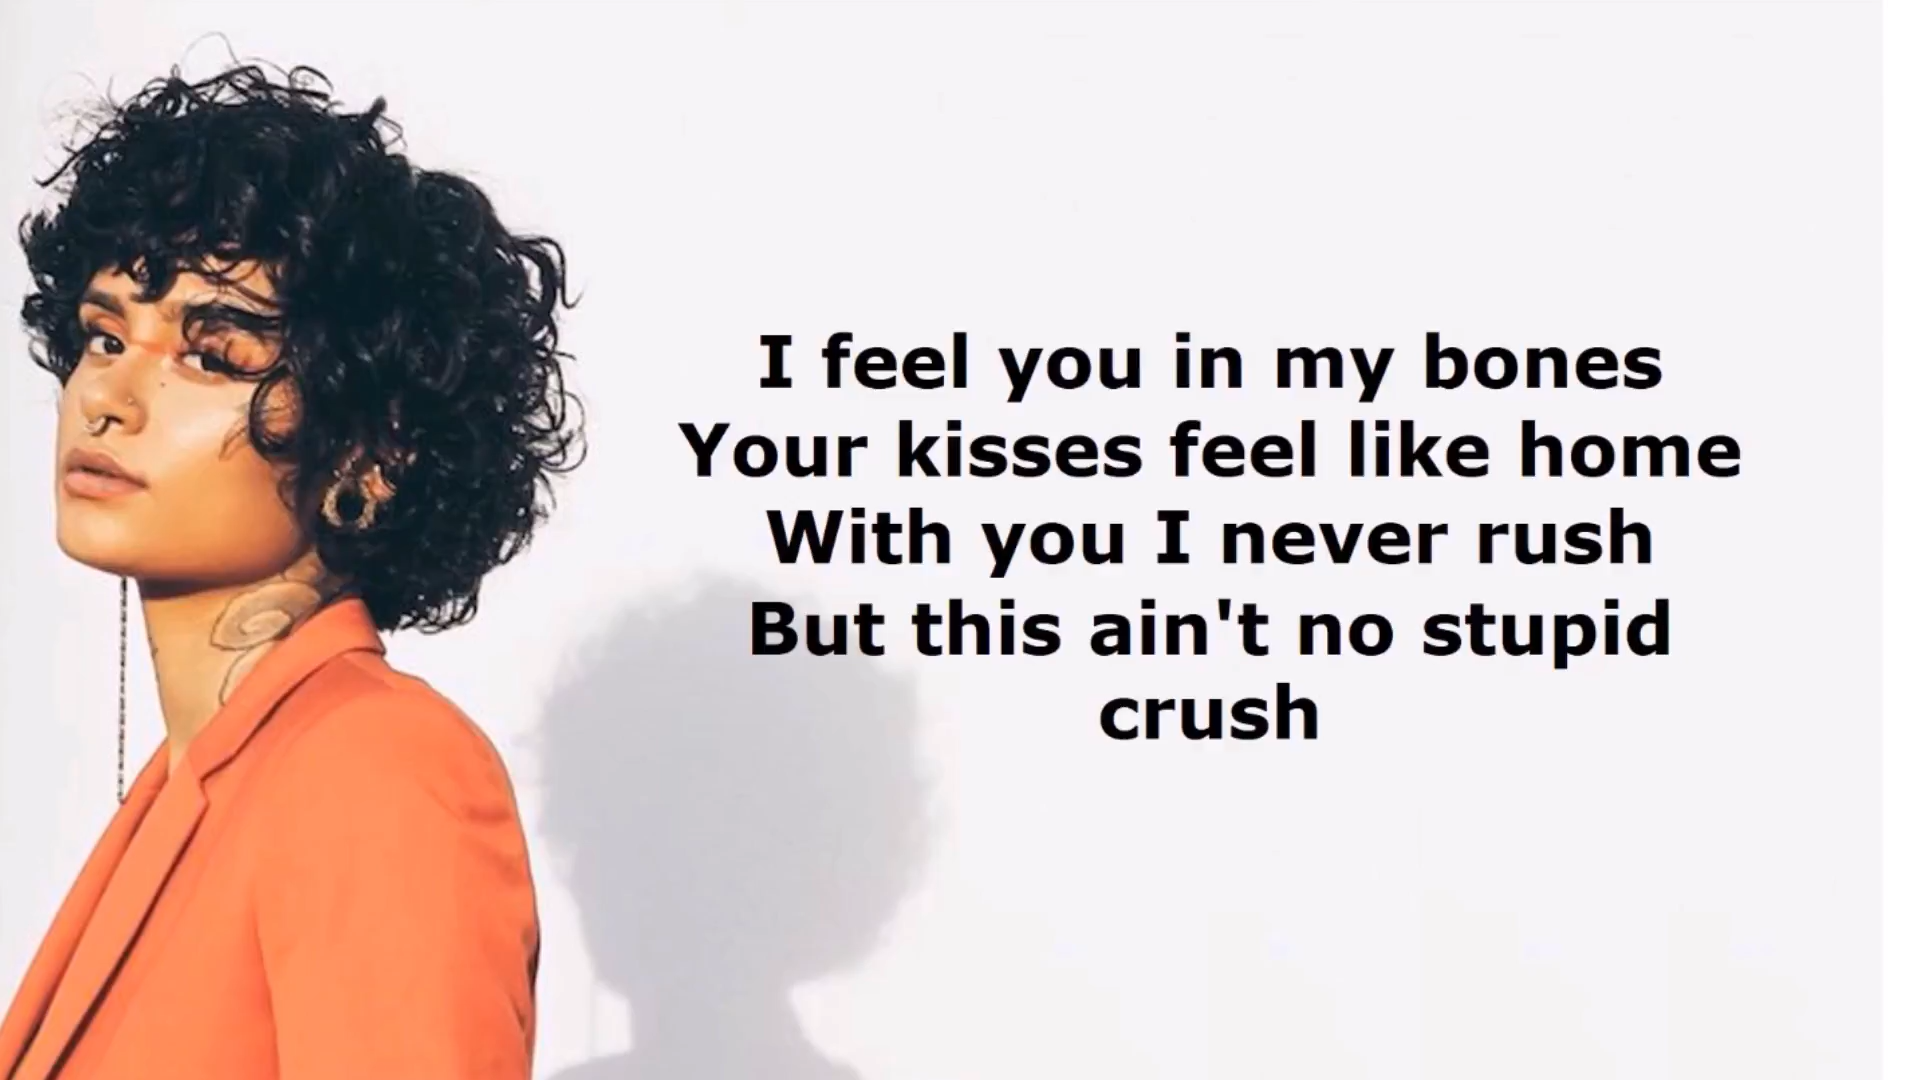 I feel you in my bones
Your kisses feel like home
With you I never rush
But this ain't no stupid
crush